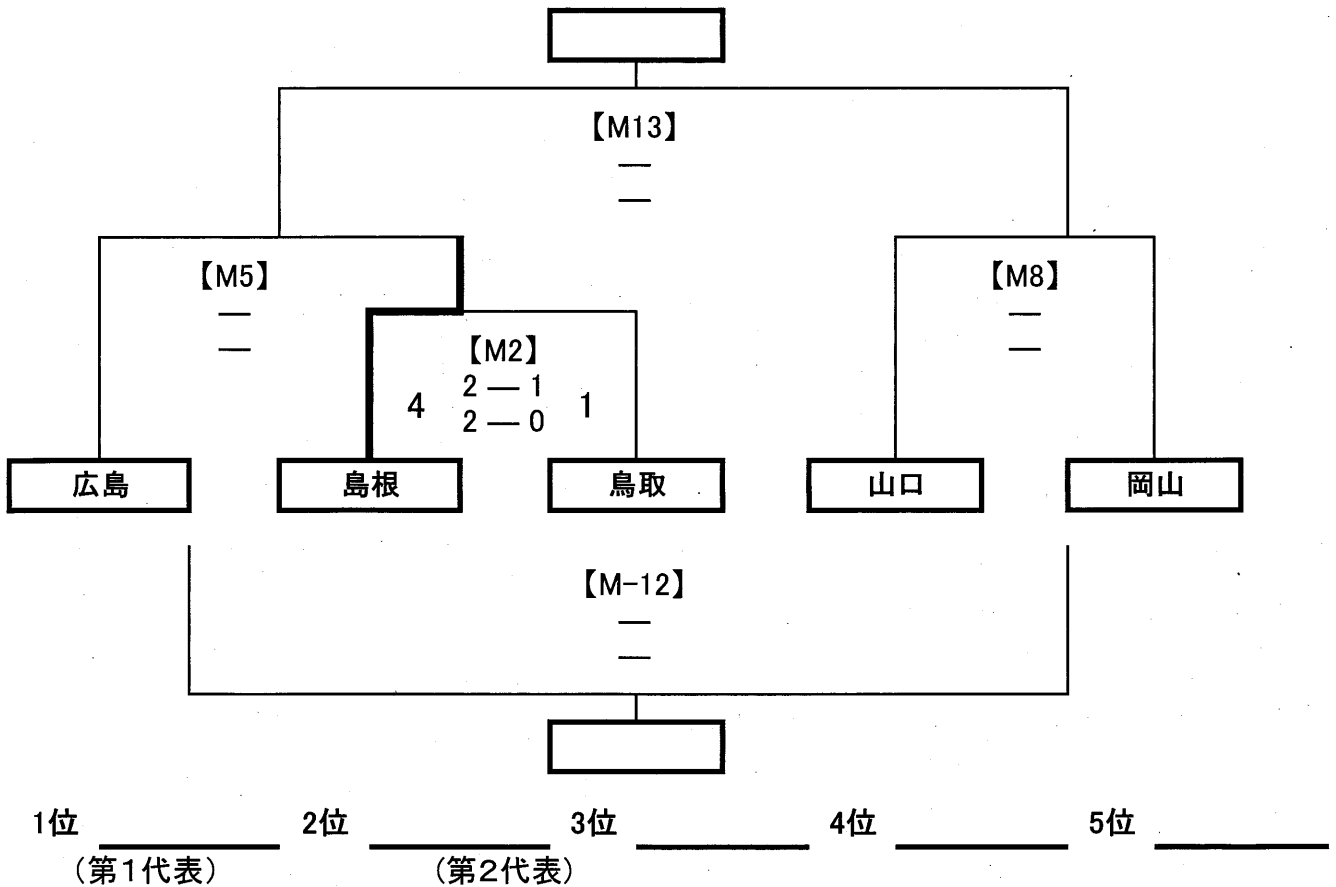 【M13】
—
—
【M5】
—
—
【M8】
—
—
【M2】
4 2 — 1 1
2 — 0
広島 島根 鳥取 山口 岡山
【M-12】
—
—
1位 2位 3位 4位 5位
(第1代表) (第2代表)